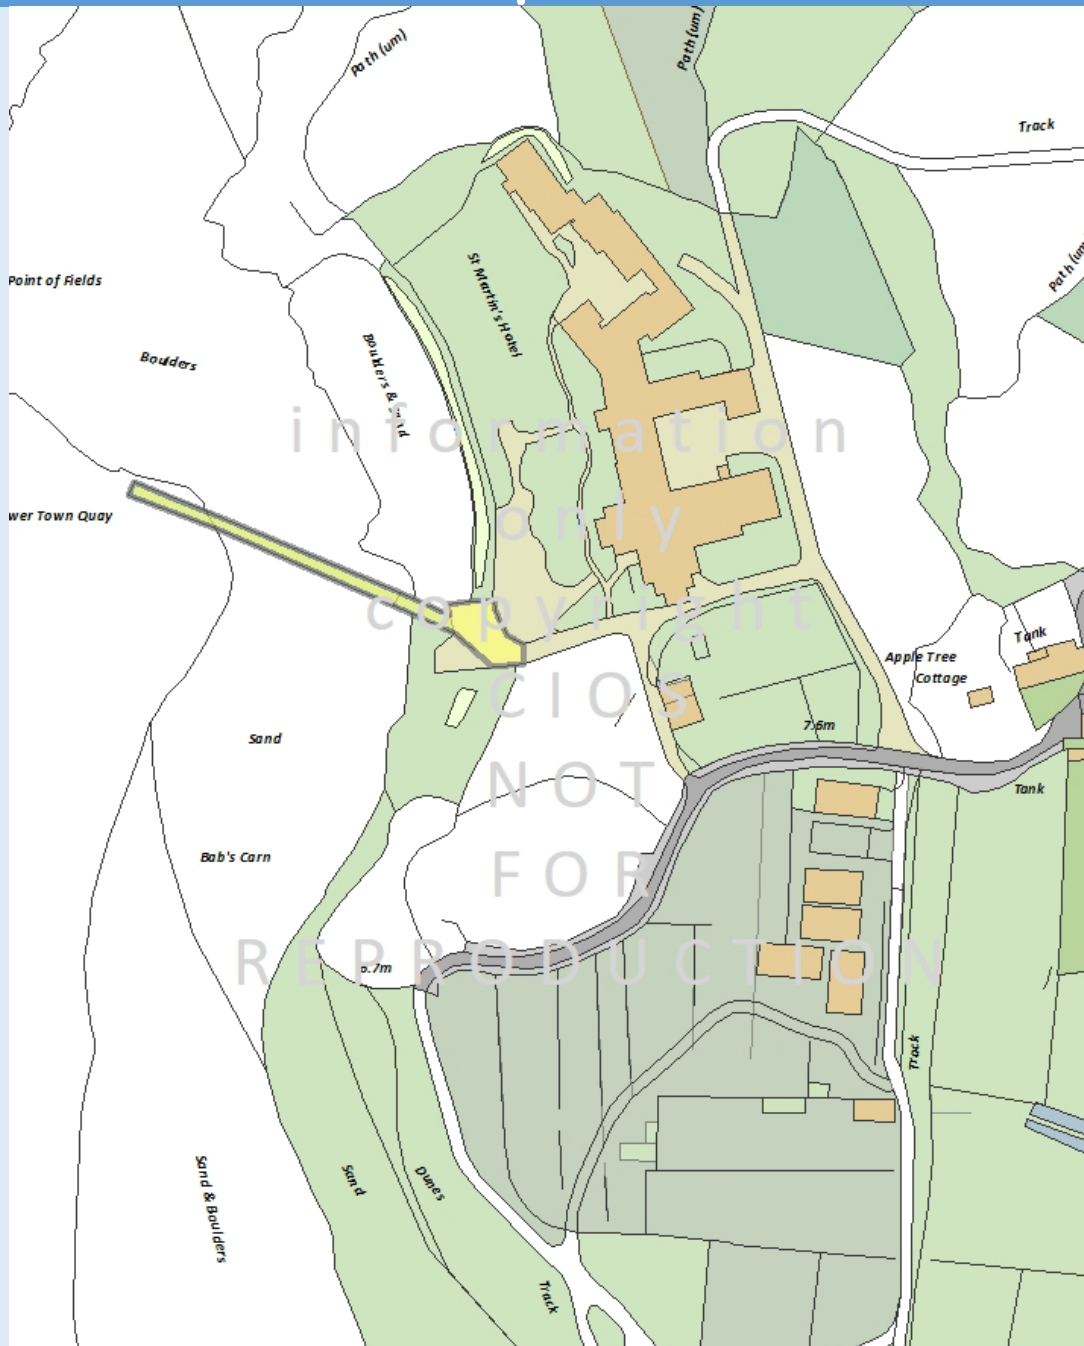 Path (um)
Path (um)
Track
Path (um)
Point of Fields
St Martin's Hotel
Boulders
Boulders & Sand
information
only
wer Town Quay
copyright
Tank
Apple Tree
Cottage
CIOS
7.6m
Sand
NOT
Tank
Bab's Carn
FOR
REPRODUCTION
6.7m
Track
Sand
Dunes
Sand & Boulders
Track